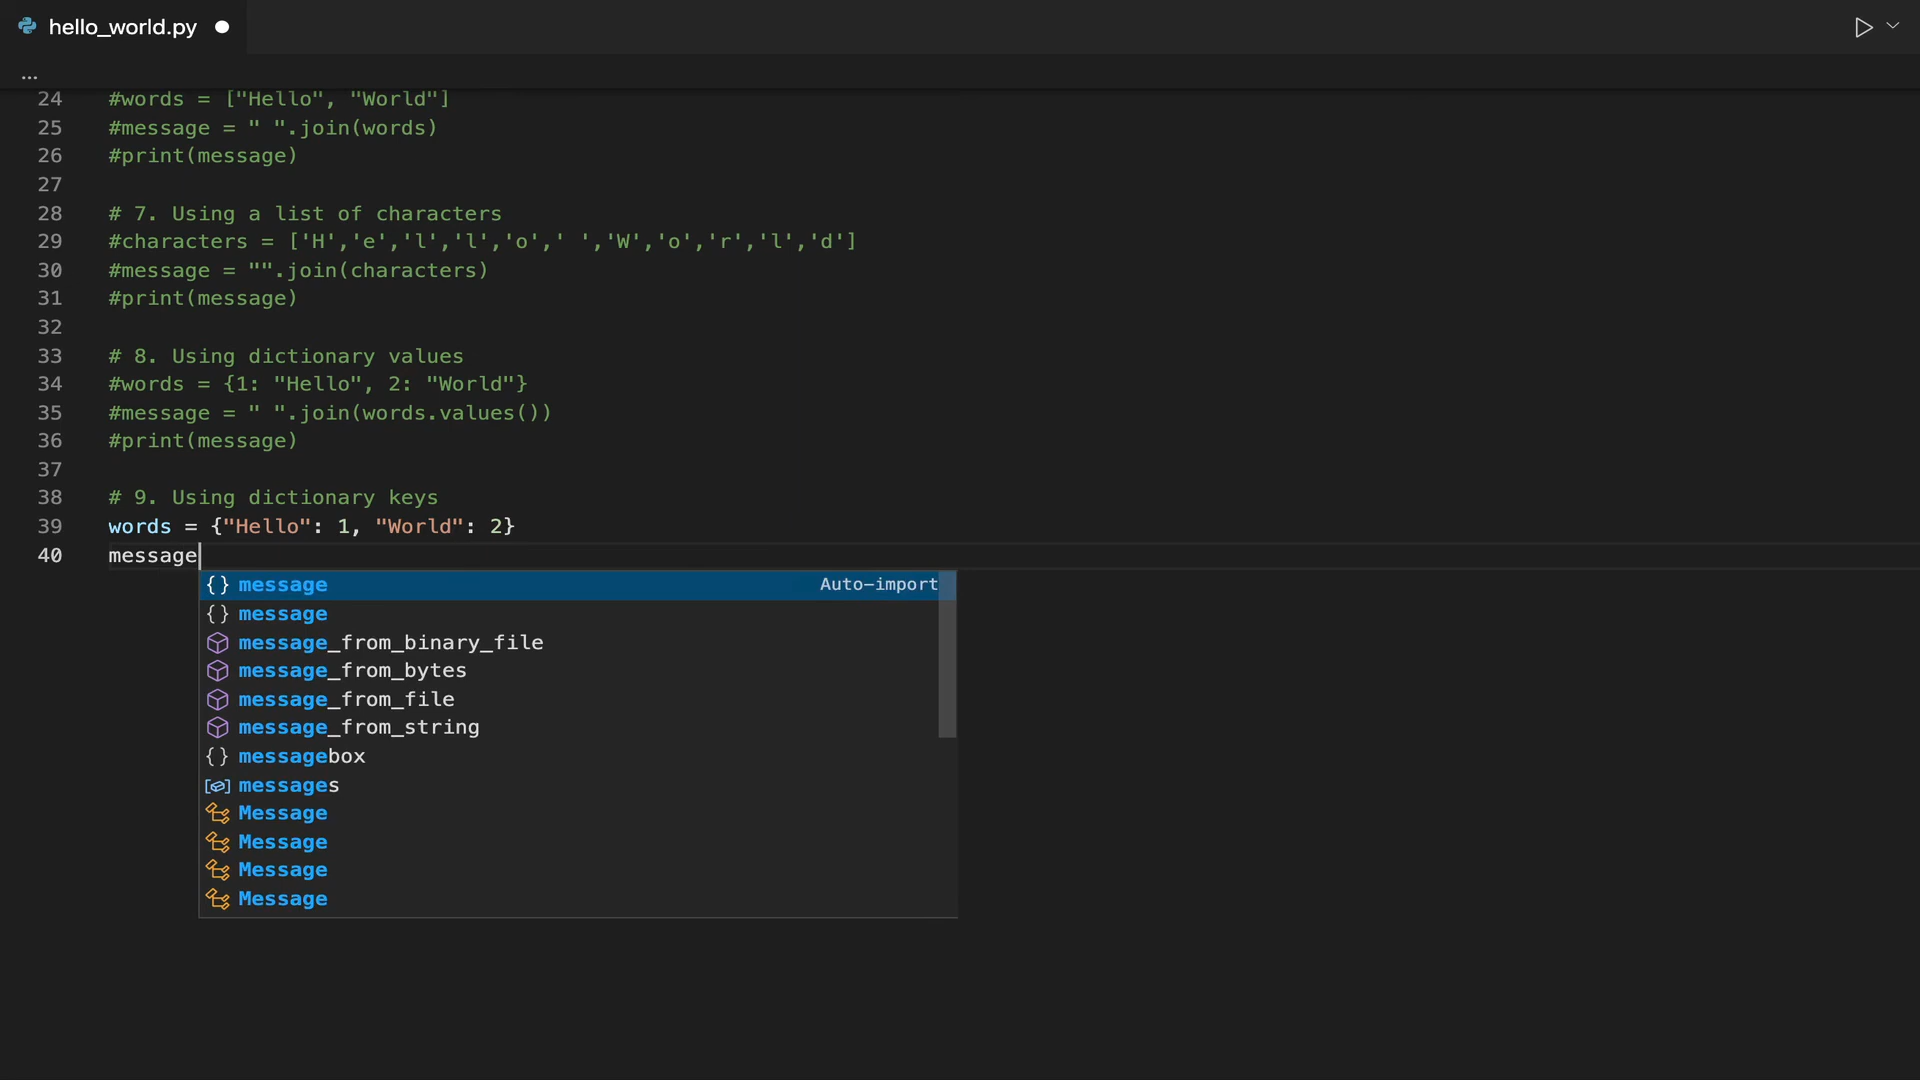 hello_world.py
...
24 #words = ["Hello", "World"]
25 #message = " ".join(words)
26 #print(message)
27
28 # 7. Using a list of characters
29 #characters = ['H','e','l','l','o',' ','W','o','r','l','d']
30 #message = "".join(characters)
31 #print(message)
32
33 # 8. Using dictionary values
34 #words = {1: "Hello", 2: "World"}
35 #message = " ".join(words.values())
36 #print(message)
37
38 # 9. Using dictionary keys
39 words = {"Hello": 1, "World": 2}
40 message
{} message Auto-import
{} message
message_from_binary_file
message_from_bytes
message_from_file
message_from_string
{} messagebox
messages
Message
Message
Message
Message